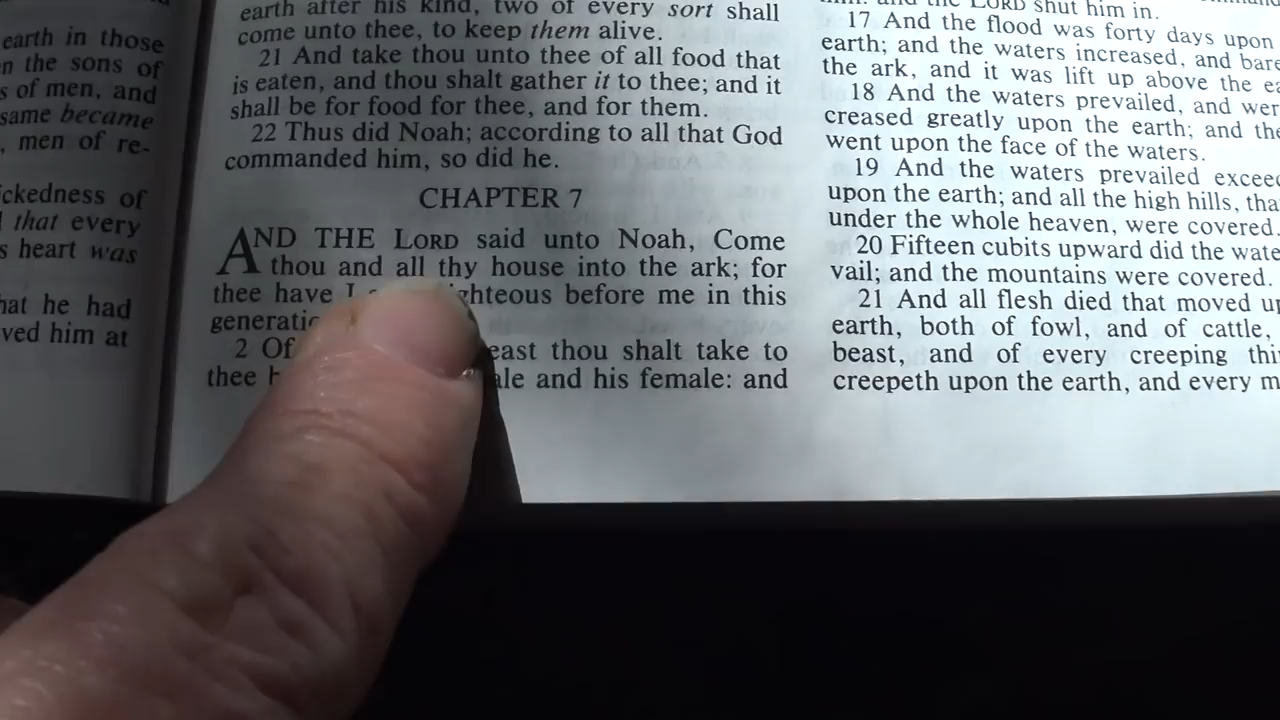 earth in those
n the sons of
s of men, and
same became
, men of re-
ckedness of
that every
s heart was
hat he had
ved him at
earth after his kind, two of every sort shall
come unto thee, to keep them alive.
21 And take thou unto thee of all food that
is eaten, and thou shalt gather it to thee; and it
shall be for food for thee, and for them.
22 Thus did Noah; according to all that God
commanded him, so did he.
CHAPTER 7
AND THE LORD said unto Noah, Come
thou and all thy house into the ark; for
thee have I ighteous before me in this
generatio
2 Of east thou shalt take to
thee ale and his female: and
the LORD shut him in.
17 And the flood was forty days upon
earth; and the waters increased, and bare
the ark, and it was lift up above the ea
18 And the waters prevailed, and wer
creased greatly upon the earth; and the
went upon the face of the waters.
19 And the waters prevailed exceed
upon the earth; and all the high hills, tha
under the whole heaven, were covered.
20 Fifteen cubits upward did the wate
vail; and the mountains were covered.
21 And all flesh died that moved up
earth, both of fowl, and of cattle,
beast, and of every creeping thi
creepeth upon the earth, and every m